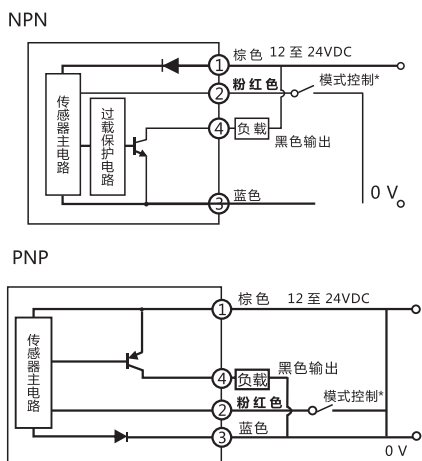 NPN
棕色 12 至 24VDC
1
粉红色 模式控制*
2
传感器主电路
过载保护电路
4
负载
黑色输出
蓝色
3
0 V
PNP
棕色 12 至 24VDC
1
传感器主电路
黑色输出
4
负载
粉红色 模式控制*
2
蓝色
3
0 V